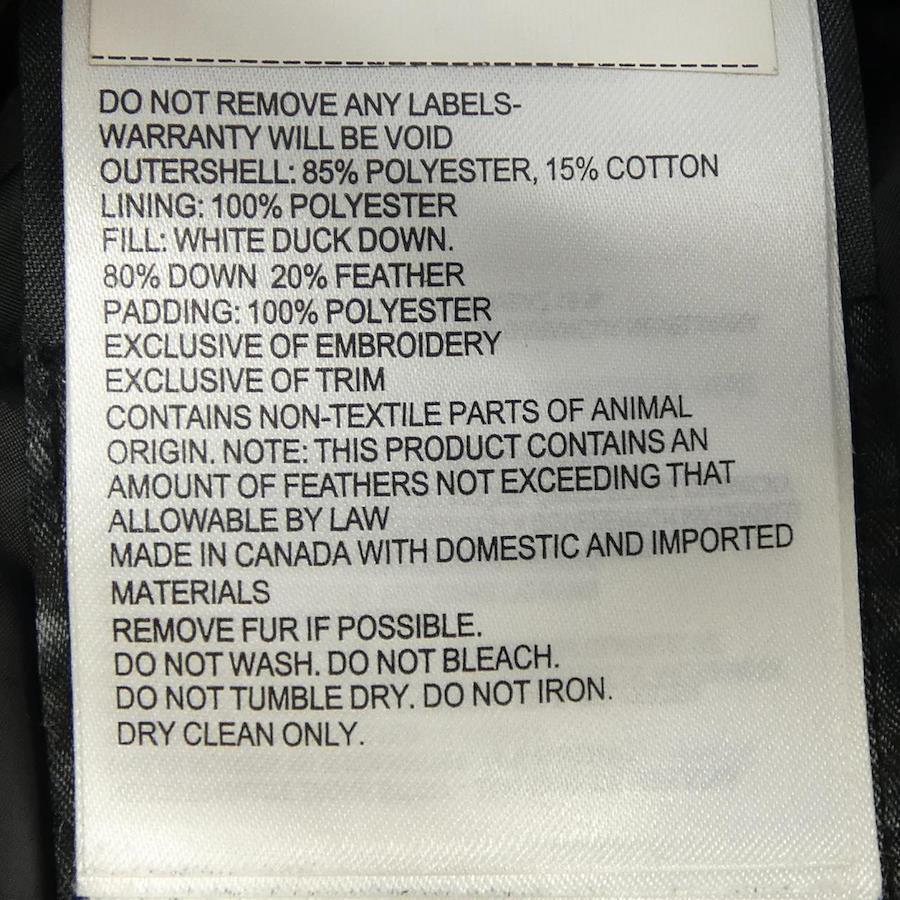 DO NOT REMOVE ANY LABELS-
WARRANTY WILL BE VOID
OUTERSHELL: 85% POLYESTER, 15% COTTON
LINING: 100% POLYESTER
FILL: WHITE DUCK DOWN.
80% DOWN 20% FEATHER
PADDING: 100% POLYESTER
EXCLUSIVE OF EMBROIDERY
EXCLUSIVE OF TRIM
CONTAINS NON-TEXTILE PARTS OF ANIMAL
ORIGIN. NOTE: THIS PRODUCT CONTAINS AN
AMOUNT OF FEATHERS NOT EXCEEDING THAT
ALLOWABLE BY LAW
MADE IN CANADA WITH DOMESTIC AND IMPORTED
MATERIALS
REMOVE FUR IF POSSIBLE.
DO NOT WASH. DO NOT BLEACH.
DO NOT TUMBLE DRY. DO NOT IRON.
DRY CLEAN ONLY.